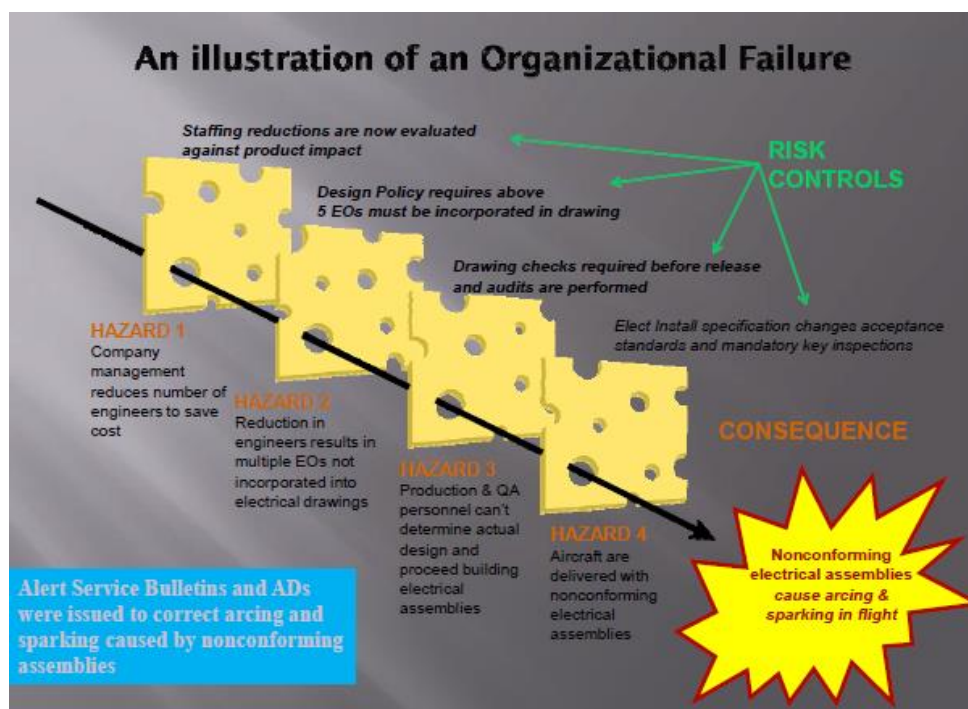 An illustration of an Organizational Failure
Staffing reductions are now evaluated
against product impact
RISK
CONTROLS
Design Policy requires above
5 EOs must be incorporated in drawing
Drawing checks required before release
and audits are performed
Elect Install specification changes acceptance
standards and mandatory key inspections
HAZARD 1
Company
management
reduces number of
engineers to save
cost
HAZARD 2
Reduction in
engineers results in
multiple EOs not
incorporated into
electrical drawings
HAZARD 3
Production & QA
personnel can't
determine actual
design and
proceed building
electrical
assemblies
HAZARD 4
Aircraft are
delivered with
nonconforming
electrical
assemblies
CONSEQUENCE
Nonconforming
electrical assemblies
cause arcing &
sparking in flight
Alert Service Bulletins and ADs
were issued to correct arcing and
sparking caused by nonconforming
assemblies